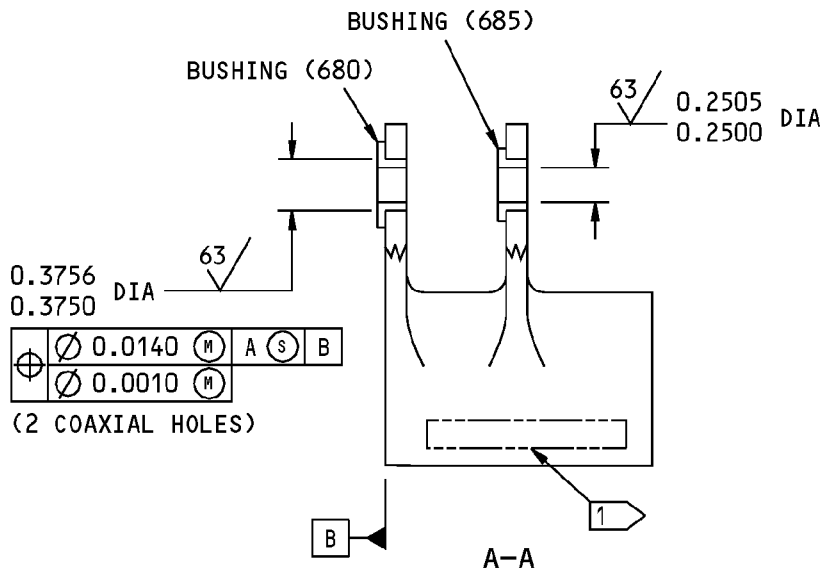 BUSHING (685)
BUSHING (680)
63
0.2505
0.2500 DIA
63
0.3756
0.3750 DIA
⌖ ∅ 0.0140 Ⓜ A Ⓢ B
∅ 0.0010 Ⓜ
(2 COAXIAL HOLES)
1
B
A-A